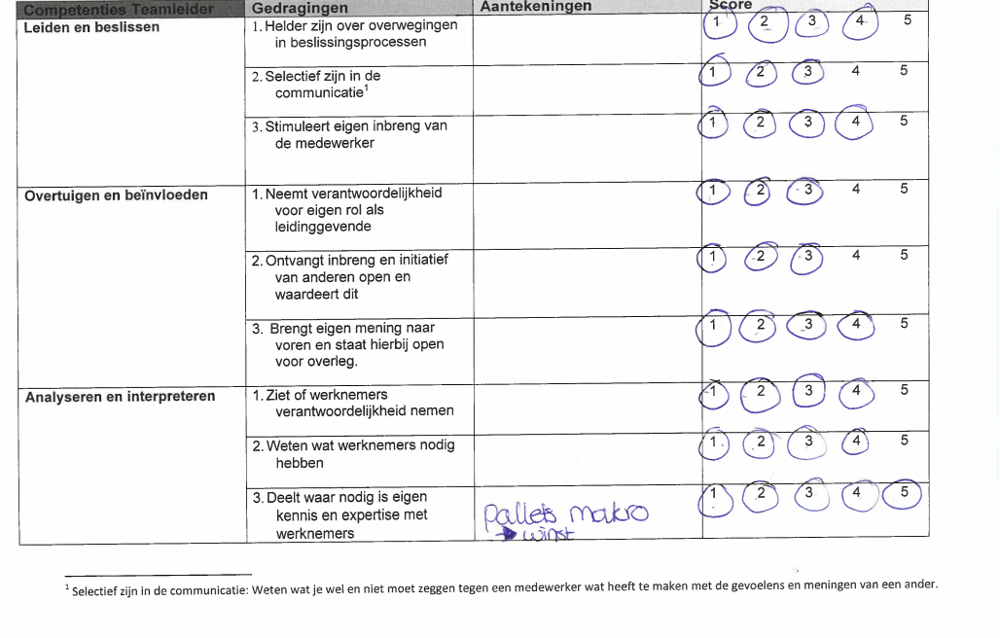 Competenties Teamleider Gedragingen Aantekeningen Score
Leiden en beslissen 1. Helder zijn over overwegingen 1 2 3 4 5
in beslissingsprocessen
2. Selectief zijn in de 1 2 3 4 5
communicatie¹
3. Stimuleert eigen inbreng van 1 2 3 4 5
de medewerker
Overtuigen en beïnvloeden 1. Neemt verantwoordelijkheid 1 2 3 4 5
voor eigen rol als
leidinggevende
2. Ontvangt inbreng en initiatief 1 2 3 4 5
van anderen open en
waardeert dit
3. Brengt eigen mening naar 1 2 3 4 5
voren en staat hierbij open
voor overleg.
Analyseren en interpreteren 1. Ziet of werknemers 1 2 3 4 5
verantwoordelijkheid nemen
2. Weten wat werknemers nodig 1 2 3 4 5
hebben
3. Deelt waar nodig is eigen 1 2 3 4 5
kennis en expertise met pallets makro
werknemers → winst
¹ Selectief zijn in de communicatie: Weten wat je wel en niet moet zeggen tegen een medewerker wat heeft te maken met de gevoelens en meningen van een ander.